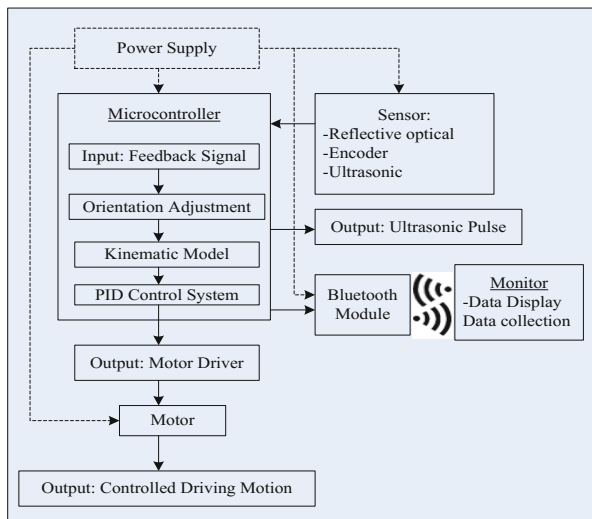 Power Supply
Microcontroller
Input: Feedback Signal
Orientation Adjustment
Kinematic Model
PID Control System
Sensor:
-Reflective optical
-Encoder
-Ultrasonic
Output: Ultrasonic Pulse
Bluetooth
Module
Monitor
-Data Display
Data collection
Output: Motor Driver
Motor
Output: Controlled Driving Motion